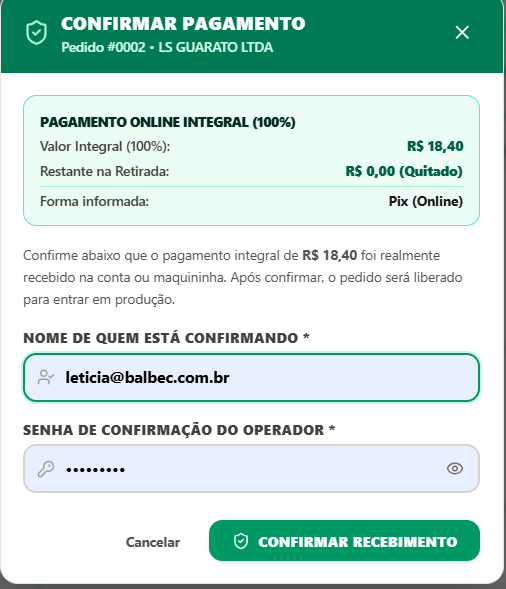 CONFIRMAR PAGAMENTO
Pedido #0002 • LS GUARATO LTDA
PAGAMENTO ONLINE INTEGRAL (100%)
Valor Integral (100%): R$ 18,40
Restante na Retirada: R$ 0,00 (Quitado)
Forma informada: Pix (Online)
Confirme abaixo que o pagamento integral de R$ 18,40 foi realmente
recebido na conta ou maquininha. Após confirmar, o pedido será liberado
para entrar em produção.
NOME DE QUEM ESTÁ CONFIRMANDO *
leticia@balbec.com.br
SENHA DE CONFIRMAÇÃO DO OPERADOR *
•••••••••
Cancelar CONFIRMAR RECEBIMENTO